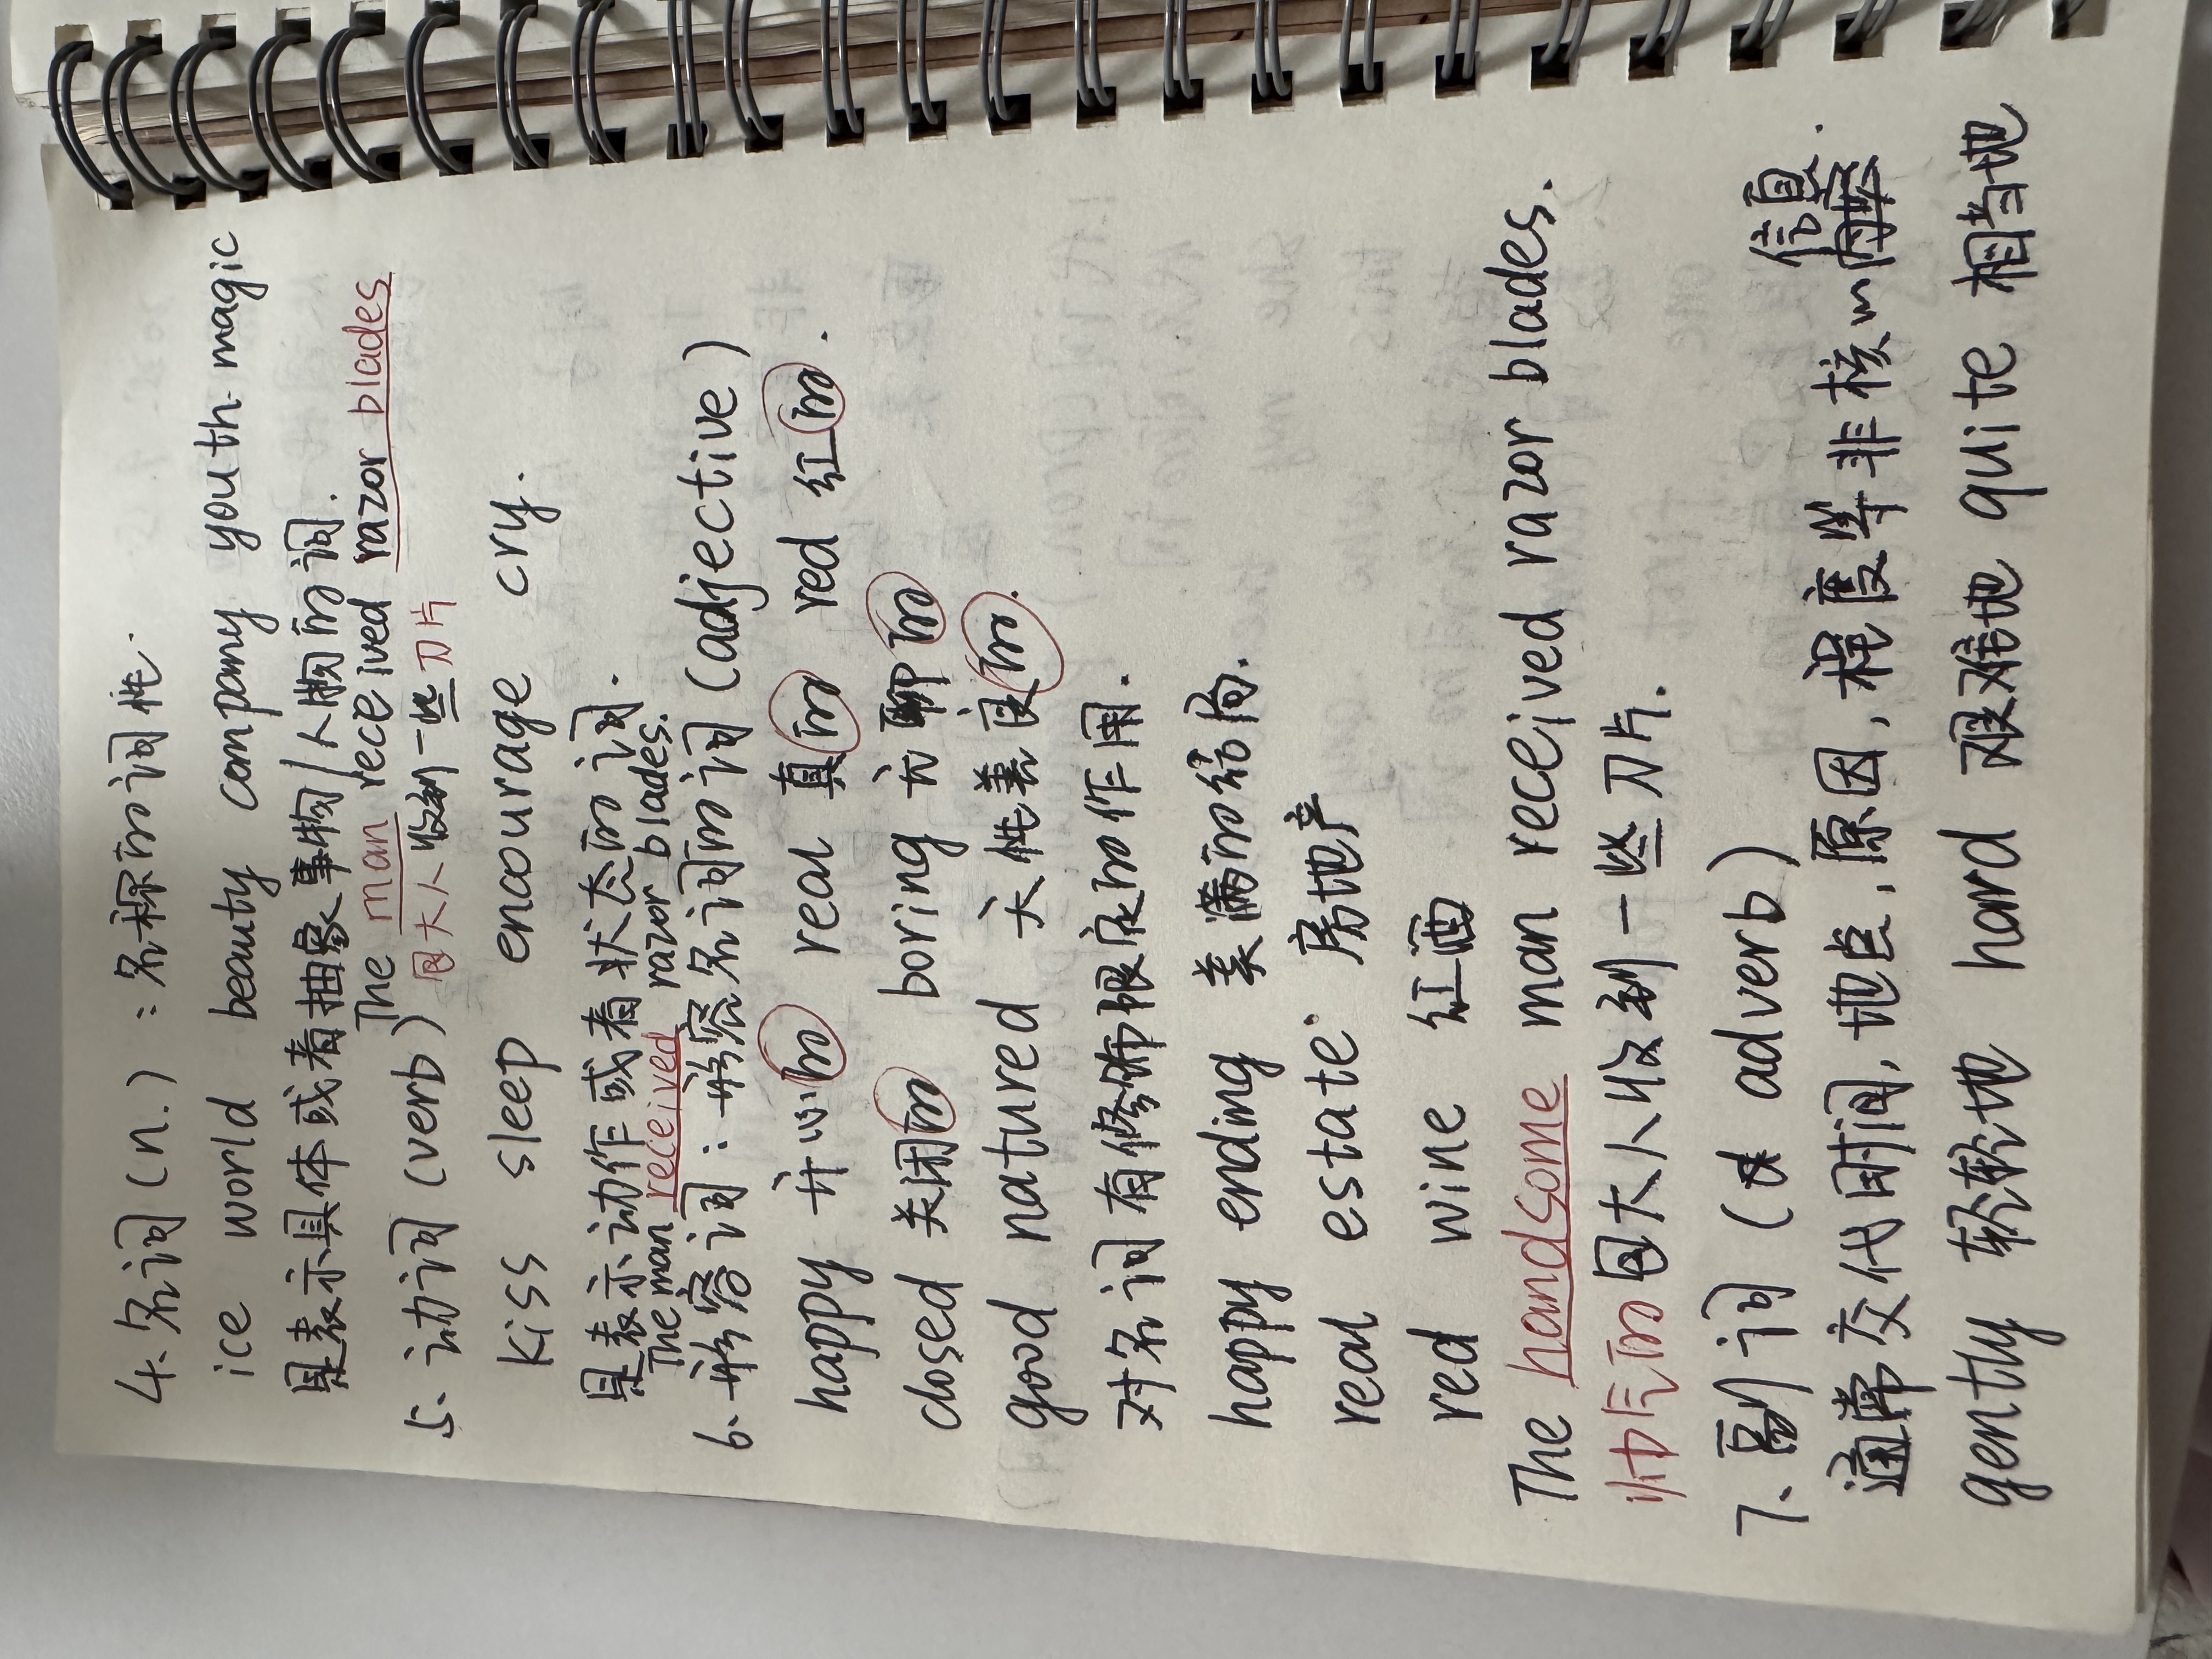 4、名词(n.)：名称的词性.
ice world beauty company youth magic
是表示具体或者抽象事物/人物的词.
The man received razor blades
5、动词(verb) 包大人收到一些刀片
kiss sleep encourage cry.
是表示动作或者状态的词.
The man received razor blades.
6、形容词：形容名词的词(adjective)
happy 开心的 real 真的 red 红的.
closed 关闭的 boring 无聊的
good natured 天性善良的.
对名词有修饰限定的作用.
happy ending 美满的结局.
real estate 房地产
red wine 红酒
The handsome man received razor blades.
帅气的包大人收到一些刀片.
7、副词(adverb)
信息.
通常交代时间,地点,原因,程度等非核心内容
gently 轻轻地 hard 艰难地 quite 相当地